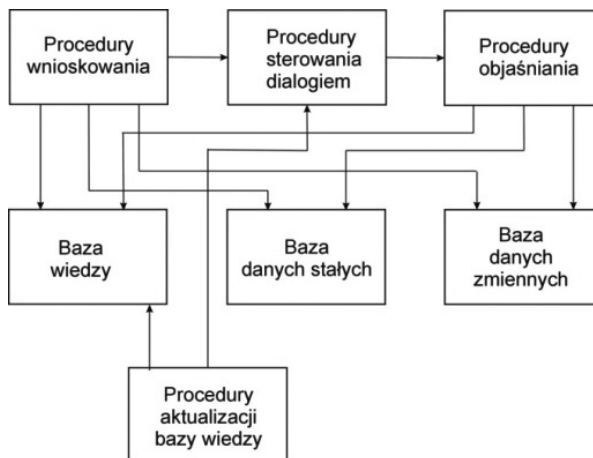 Procedury
wnioskowania
Procedury
sterowania
dialogiem
Procedury
objaśniania
Baza
wiedzy
Baza
danych stałych
Baza
danych
zmiennych
Procedury
aktualizacji
bazy wiedzy